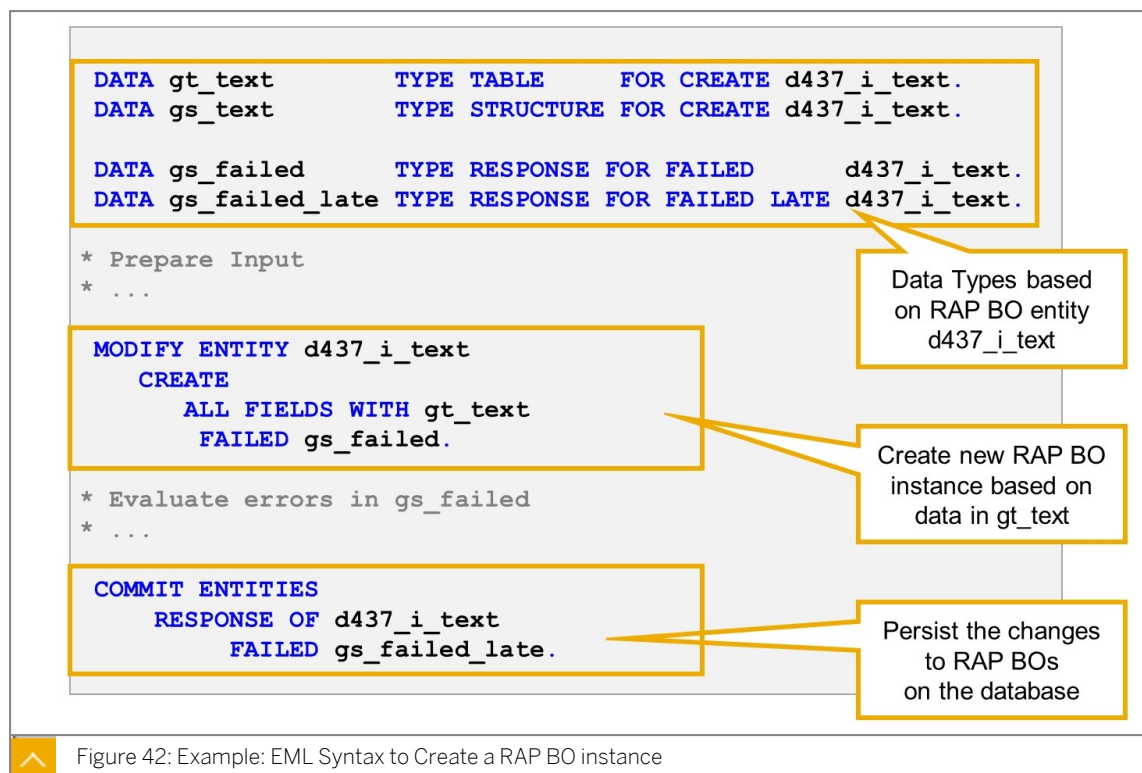 DATA gt_text TYPE TABLE FOR CREATE d437_i_text.
DATA gs_text TYPE STRUCTURE FOR CREATE d437_i_text.
DATA gs_failed TYPE RESPONSE FOR FAILED d437_i_text.
DATA gs_failed_late TYPE RESPONSE FOR FAILED LATE d437_i_text.
* Prepare Input
* ...
Data Types based
on RAP BO entity
d437_i_text
MODIFY ENTITY d437_i_text
CREATE
ALL FIELDS WITH gt_text
FAILED gs_failed.
Create new RAP BO
instance based on
data in gt_text
* Evaluate errors in gs_failed
* ...
COMMIT ENTITIES
RESPONSE OF d437_i_text
FAILED gs_failed_late.
Persist the changes
to RAP BOs
on the database
Figure 42: Example: EML Syntax to Create a RAP BO instance